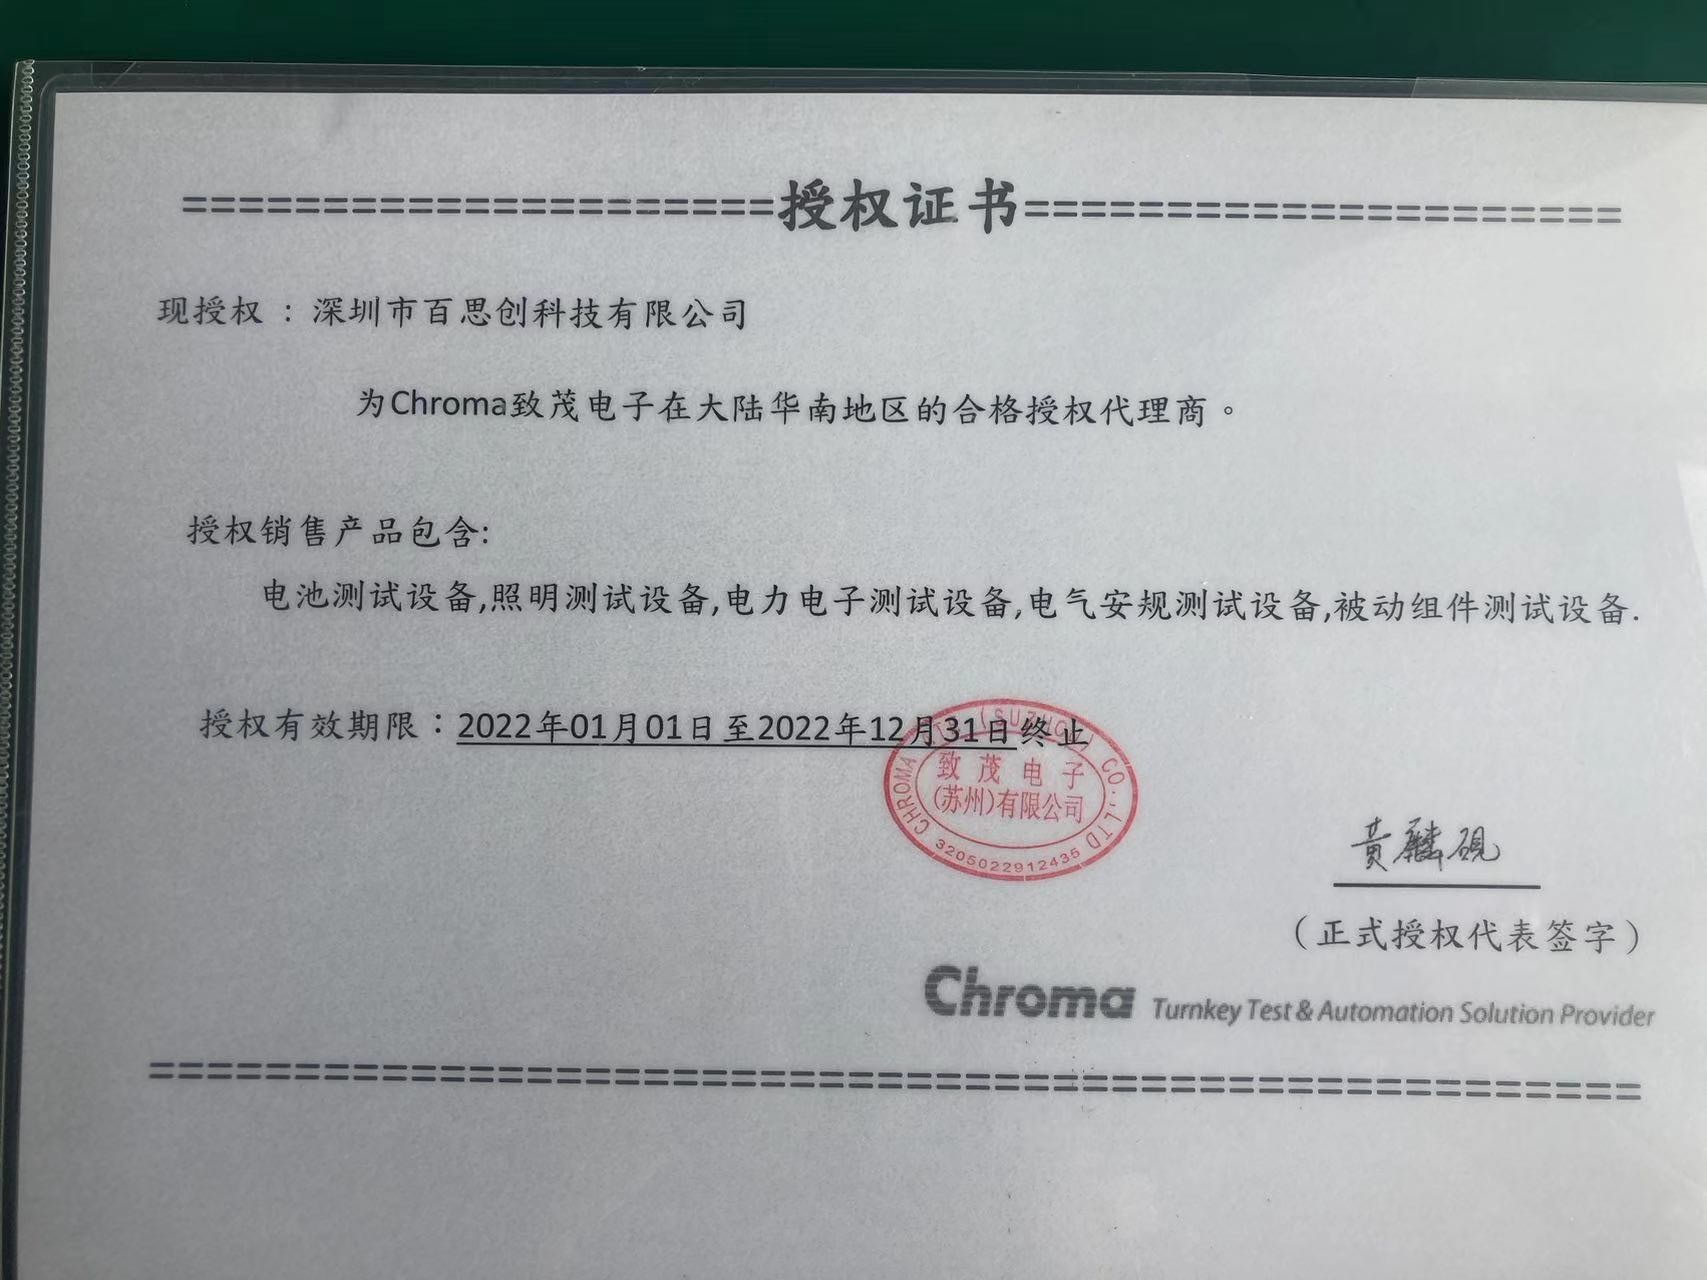 =====================授权证书=====================
现授权：深圳市百思创科技有限公司
为Chroma致茂电子在大陆华南地区的合格授权代理商。
授权销售产品包含:
电池测试设备,照明测试设备,电力电子测试设备,电气安规测试设备,被动组件测试设备.
授权有效期限：2022年01月01日至2022年12月31日终止
致茂电子
(苏州)有限公司
3205022912435
(正式授权代表签字)
Chroma Turnkey Test & Automation Solution Provider